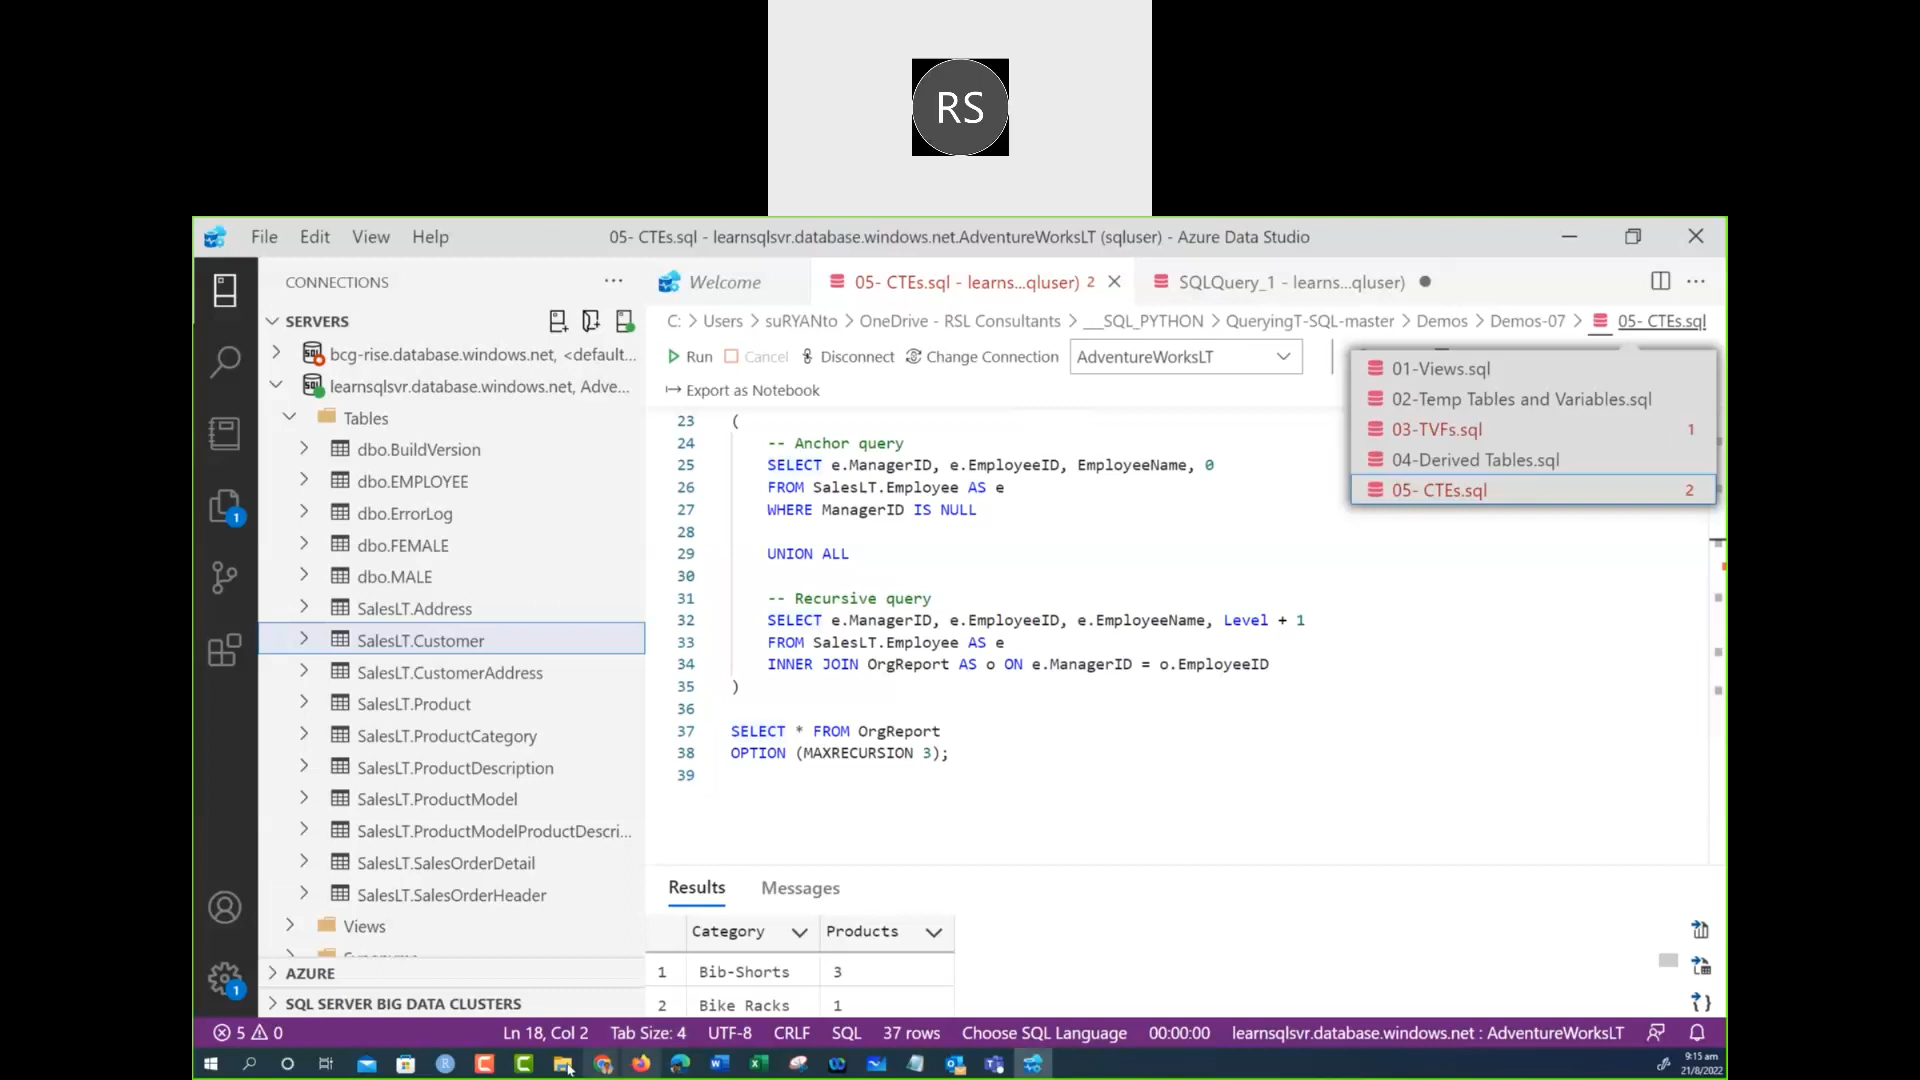 RS
File Edit View Help
05- CTEs.sql - learnsqlsvr.database.windows.net.AdventureWorksLT (sqluser) - Azure Data Studio
CONNECTIONS
Welcome
05- CTEs.sql - learns...qluser) 2
SQLQuery_1 - learns...qluser)
SERVERS
C: > Users > suRYANto > OneDrive - RSL Consultants > ___SQL_PYTHON > QueryingT-SQL-master > Demos > Demos-07 > 05- CTEs.sql
Run Cancel Disconnect Change Connection AdventureWorksLT
Export as Notebook
bcg-rise.database.windows.net, <default...
learnsqlsvr.database.windows.net, Adve...
Tables
dbo.BuildVersion
dbo.EMPLOYEE
dbo.ErrorLog
dbo.FEMALE
dbo.MALE
SalesLT.Address
SalesLT.Customer
SalesLT.CustomerAddress
SalesLT.Product
SalesLT.ProductCategory
SalesLT.ProductDescription
SalesLT.ProductModel
SalesLT.ProductModelProductDescri...
SalesLT.SalesOrderDetail
SalesLT.SalesOrderHeader
Views
AZURE
SQL SERVER BIG DATA CLUSTERS
1
1
01-Views.sql
02-Temp Tables and Variables.sql
03-TVFs.sql 1
04-Derived Tables.sql
05- CTEs.sql 2
23 (
24 -- Anchor query
25 SELECT e.ManagerID, e.EmployeeID, EmployeeName, 0
26 FROM SalesLT.Employee AS e
27 WHERE ManagerID IS NULL
28
29 UNION ALL
30
31 -- Recursive query
32 SELECT e.ManagerID, e.EmployeeID, e.EmployeeName, Level + 1
33 FROM SalesLT.Employee AS e
34 INNER JOIN OrgReport AS o ON e.ManagerID = o.EmployeeID
35 )
36
37 SELECT * FROM OrgReport
38 OPTION (MAXRECURSION 3);
39
Results Messages
Category Products
1 Bib-Shorts 3
2 Bike Racks 1
5 0 Ln 18, Col 2 Tab Size: 4 UTF-8 CRLF SQL 37 rows Choose SQL Language 00:00:00 learnsqlsvr.database.windows.net : AdventureWorksLT
9:15 am
21/8/2022